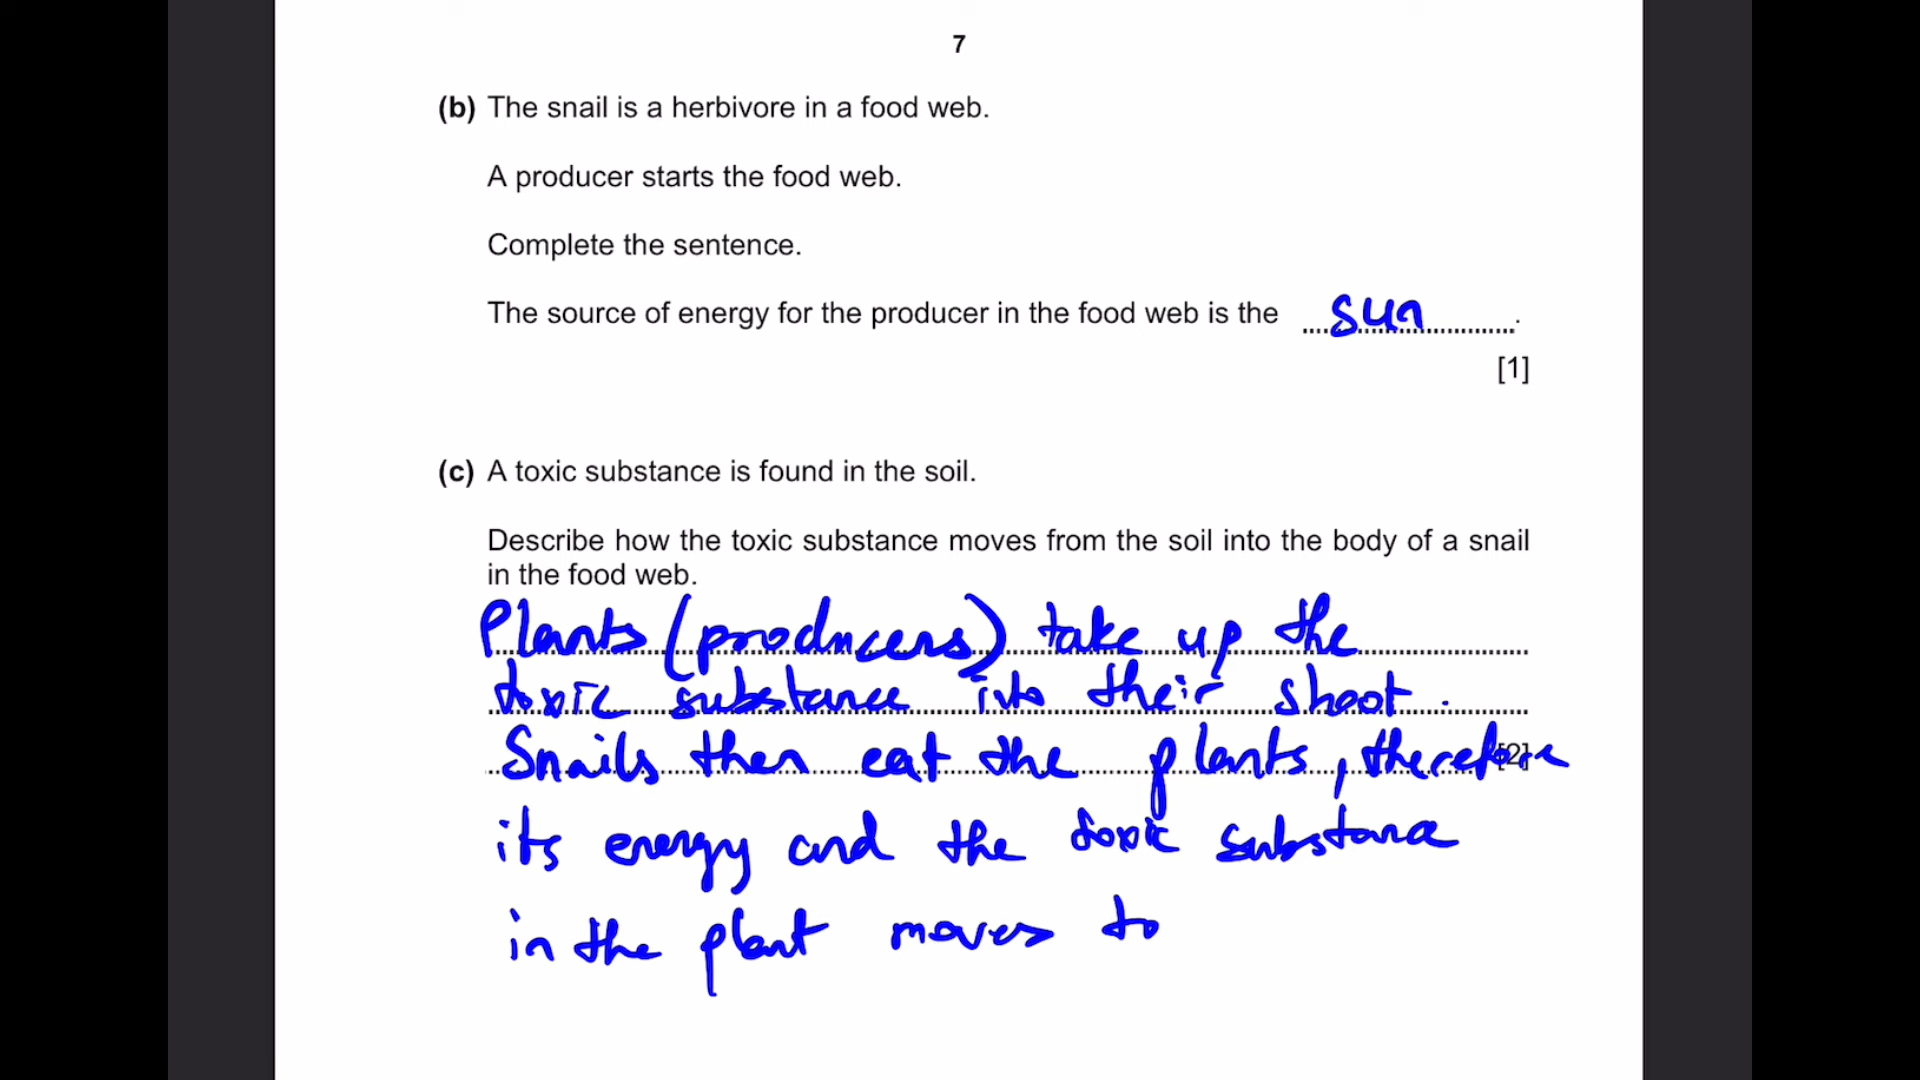 7
(b) The snail is a herbivore in a food web.
A producer starts the food web.
Complete the sentence.
The source of energy for the producer in the food web is the sun.
[1]
(c) A toxic substance is found in the soil.
Describe how the toxic substance moves from the soil into the body of a snail
in the food web.
Plants (producers) take up the
toxic substance into their shoot.
Snails then eat the plants, therefore [2]
its energy and the toxic substance
in the plant moves to